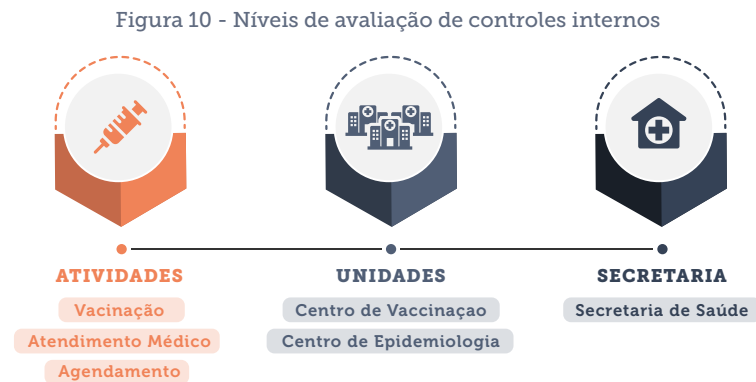 Figura 10 - Níveis de avaliação de controles internos
ATIVIDADES
Vacinação
Atendimento Médico
Agendamento
UNIDADES
Centro de Vaccinaçao
Centro de Epidemiologia
SECRETARIA
Secretaria de Saúde